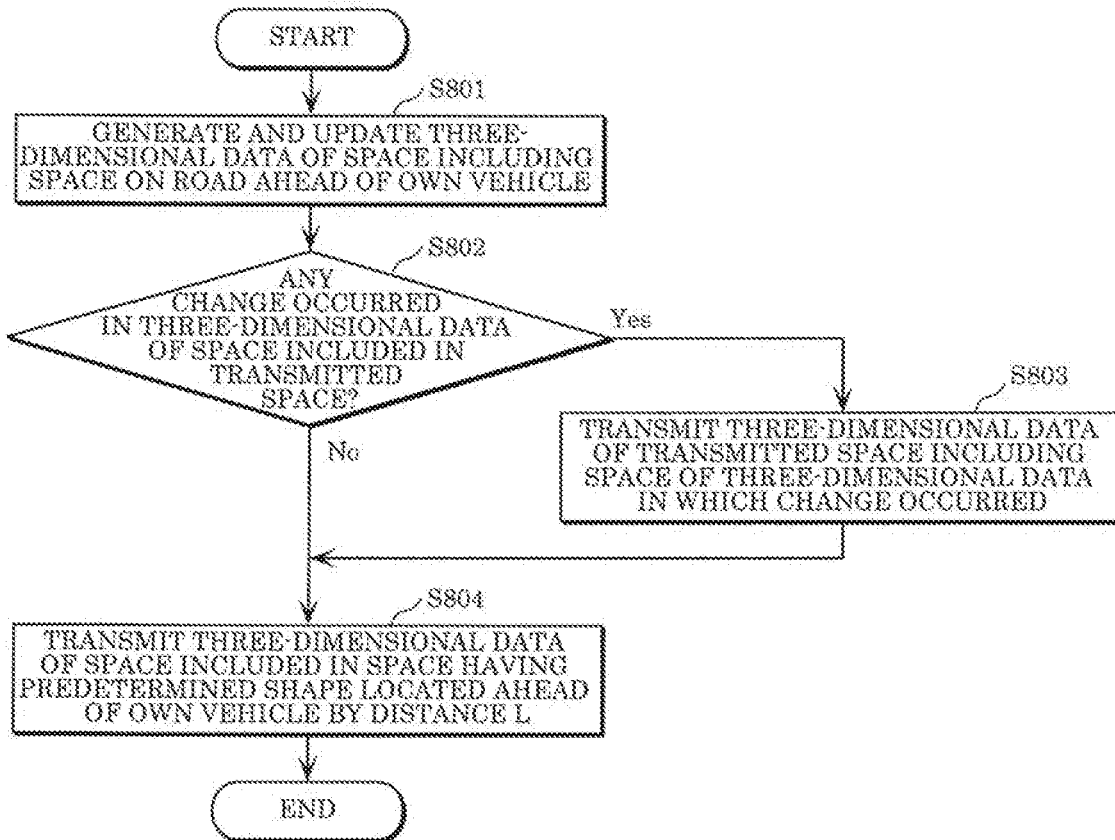 START
S801
GENERATE AND UPDATE THREE-
DIMENSIONAL DATA OF SPACE INCLUDING
SPACE ON ROAD AHEAD OF OWN VEHICLE
S802
ANY
CHANGE OCCURRED
IN THREE-DIMENSIONAL DATA
OF SPACE INCLUDED IN
TRANSMITTED
SPACE?
Yes
No
S803
TRANSMIT THREE-DIMENSIONAL DATA
OF TRANSMITTED SPACE INCLUDING
SPACE OF THREE-DIMENSIONAL DATA
IN WHICH CHANGE OCCURRED
S804
TRANSMIT THREE-DIMENSIONAL DATA
OF SPACE INCLUDED IN SPACE HAVING
PREDETERMINED SHAPE LOCATED AHEAD
OF OWN VEHICLE BY DISTANCE L
END